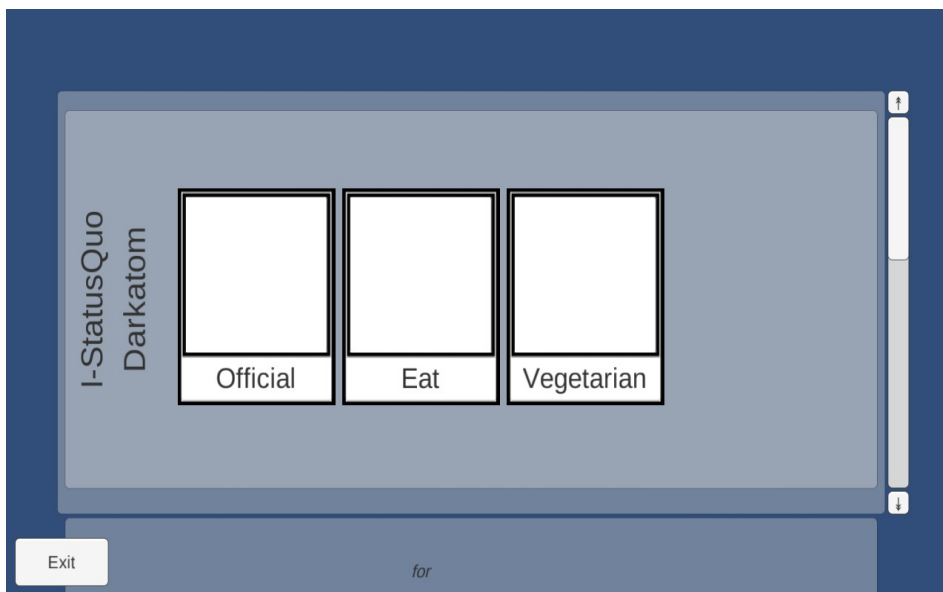 I-StatusQuo
Darkatom
Official
Eat
Vegetarian
Exit
for